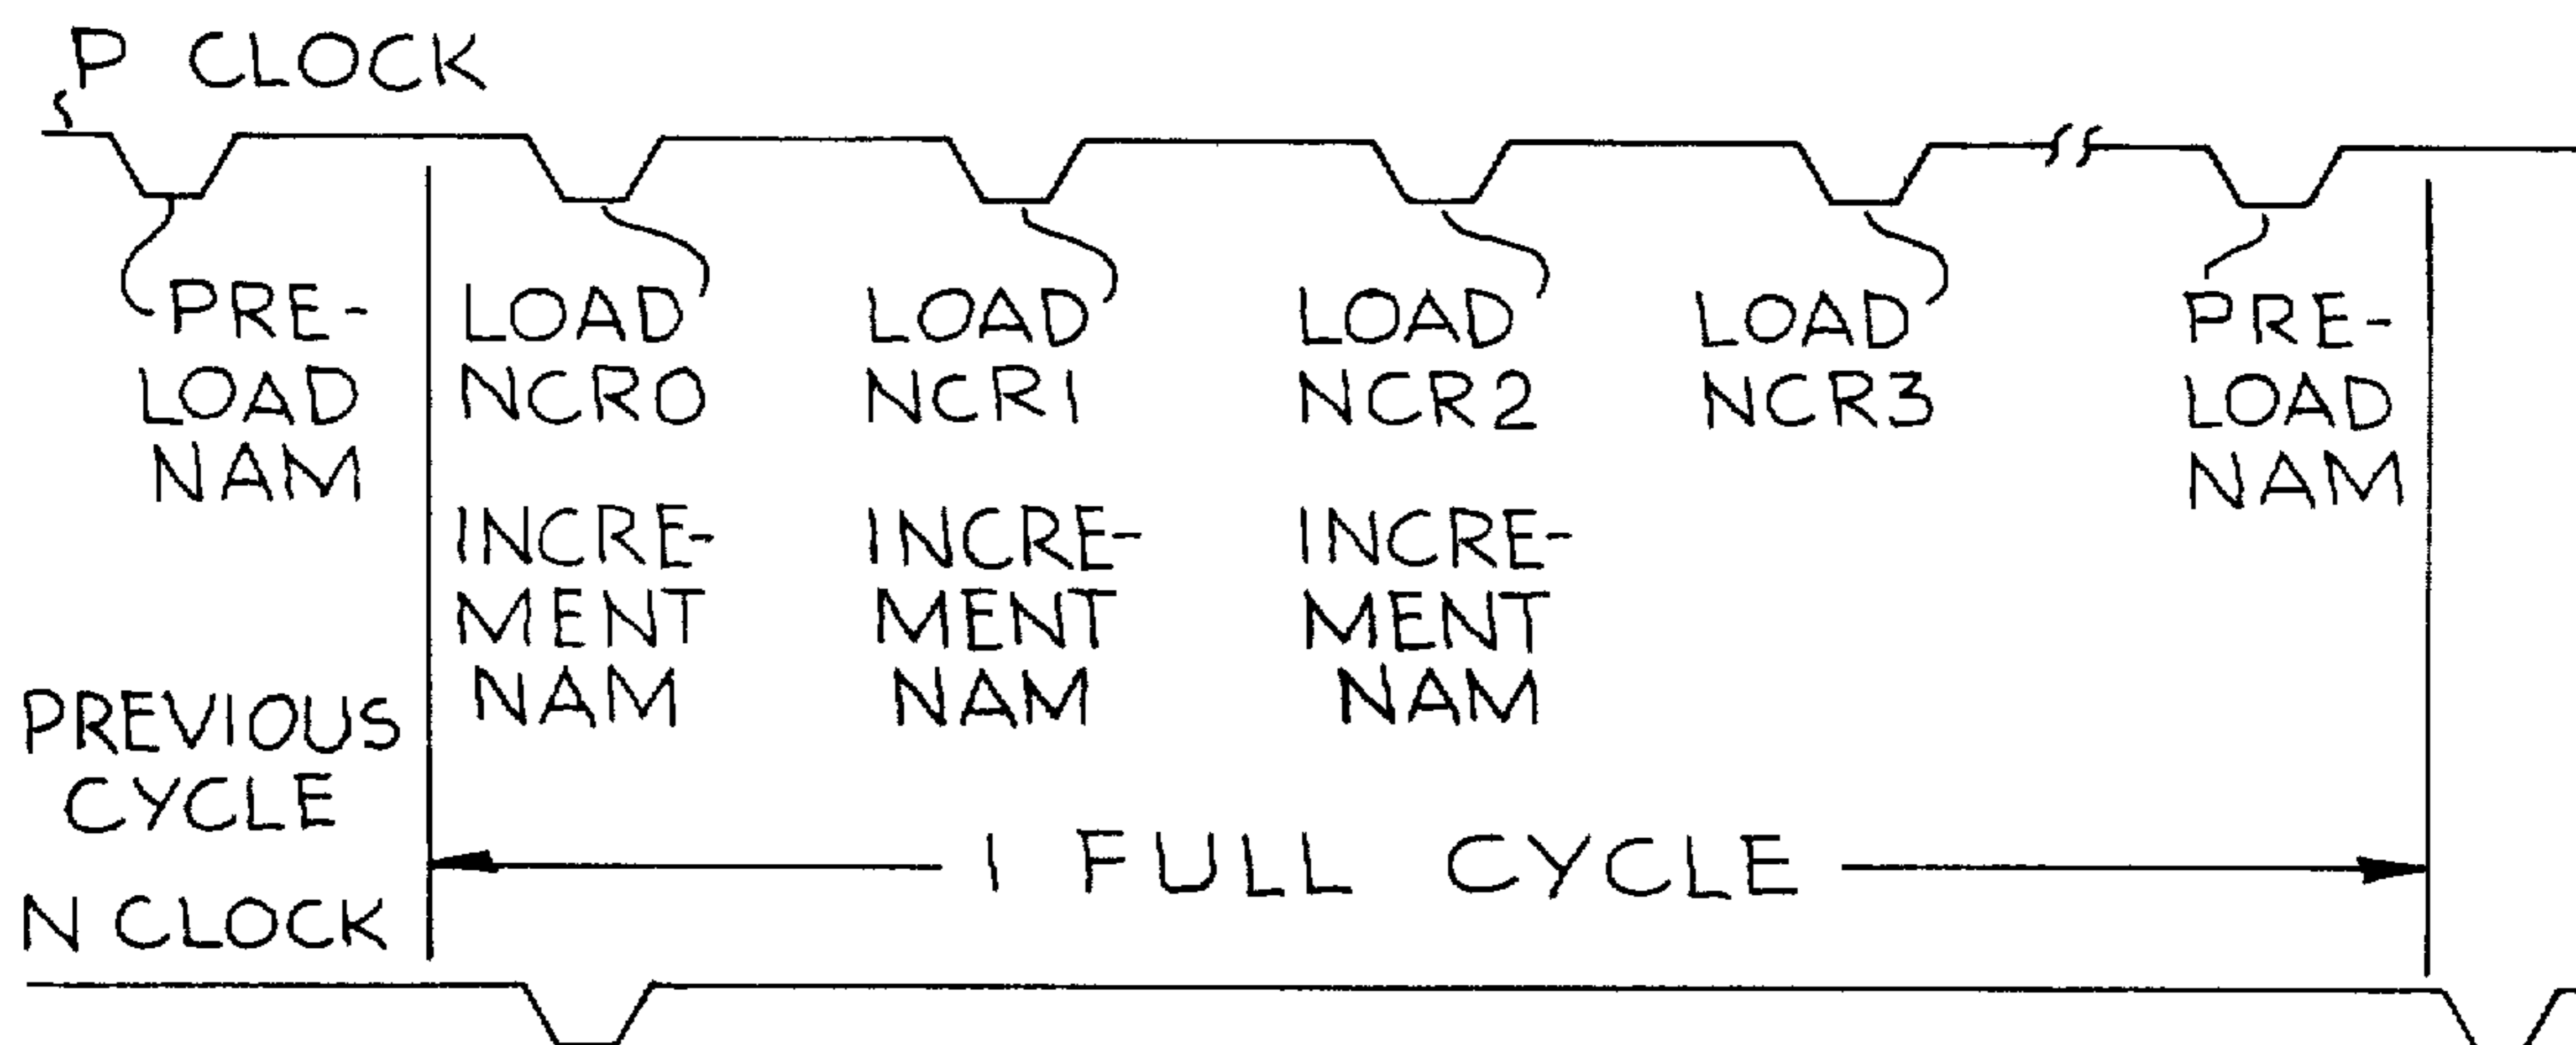 P CLOCK
PRE-
LOAD
NAM
LOAD
NCR0
INCRE-
MENT
NAM
LOAD
NCR1
INCRE-
MENT
NAM
LOAD
NCR2
INCRE-
MENT
NAM
LOAD
NCR3
PRE-
LOAD
NAM
PREVIOUS
CYCLE
1 FULL CYCLE
N CLOCK